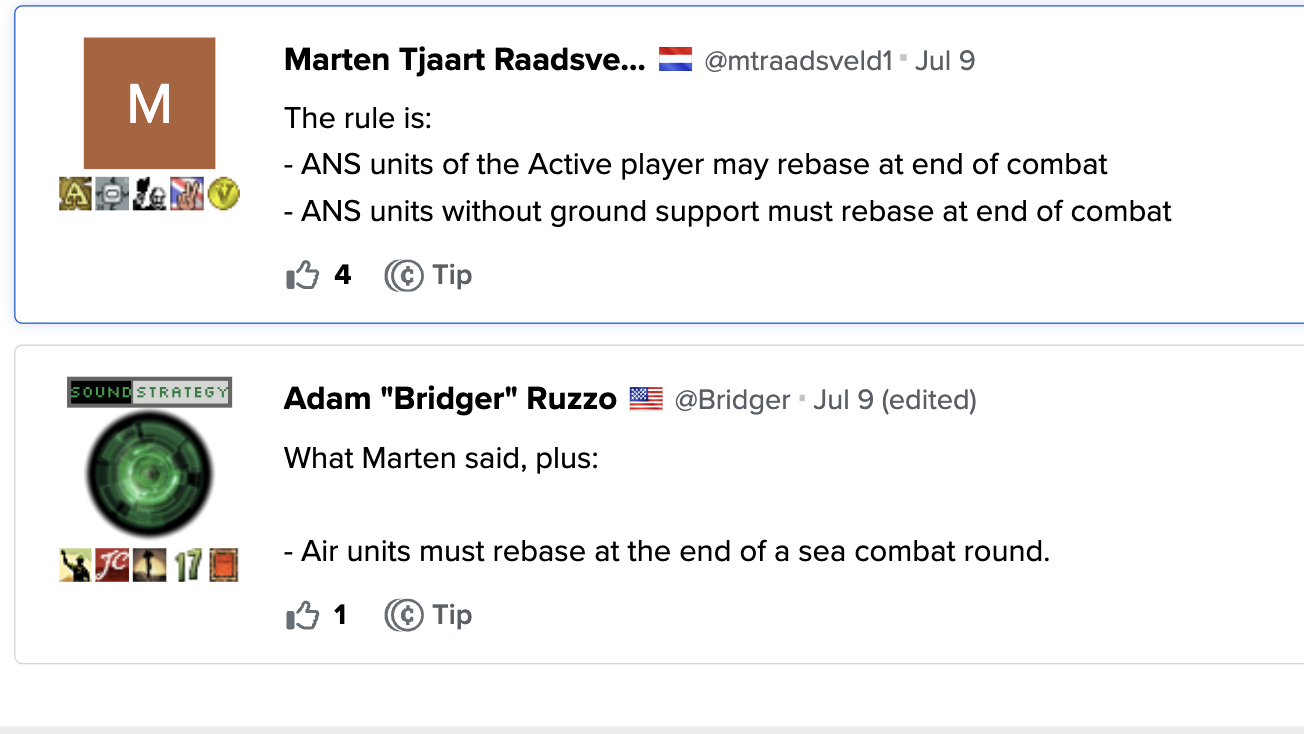 M
Marten Tjaart Raadsve... @mtraadsveld1 · Jul 9
The rule is:
- ANS units of the Active player may rebase at end of combat
- ANS units without ground support must rebase at end of combat
4 Tip
SOUND STRATEGY
Adam "Bridger" Ruzzo @Bridger · Jul 9 (edited)
What Marten said, plus:
- Air units must rebase at the end of a sea combat round.
JC 17
1 Tip